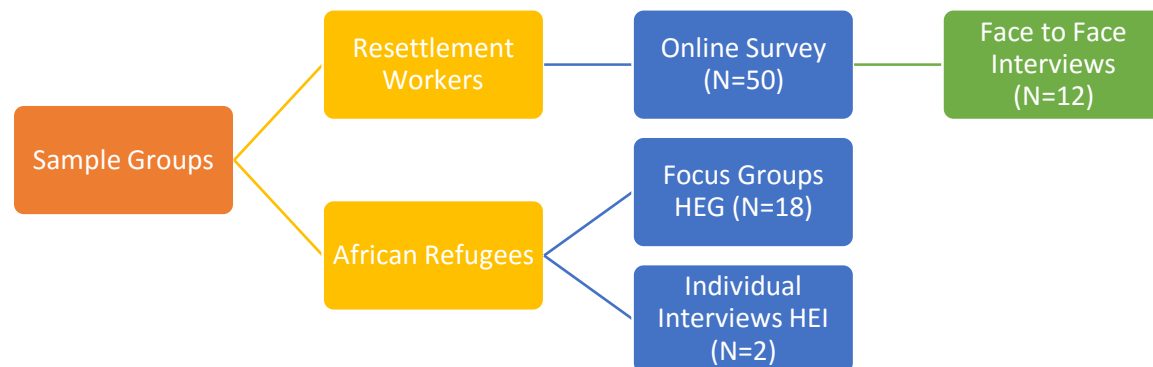 Sample Groups
Resettlement
Workers
African Refugees
Online Survey
(N=50)
Face to Face
Interviews
(N=12)
Focus Groups
HEG (N=18)
Individual
Interviews HEI
(N=2)